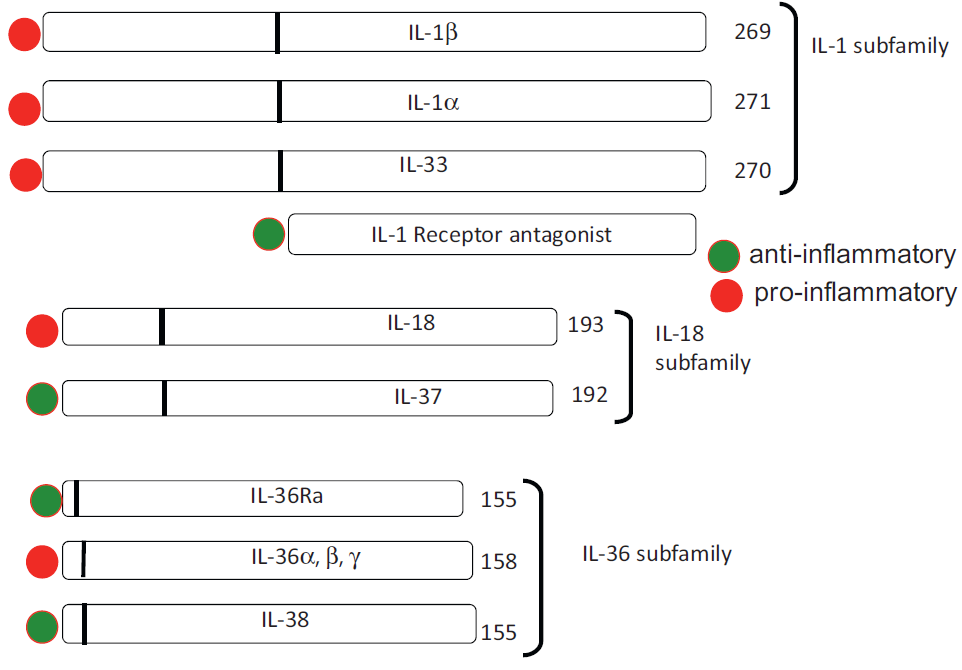 IL-1β 269
IL-1 subfamily
IL-1α 271
IL-33 270
IL-1 Receptor antagonist
anti-inflammatory
pro-inflammatory
IL-18 193
IL-18
subfamily
IL-37 192
IL-36Ra 155
IL-36α, β, γ 158
IL-36 subfamily
IL-38 155